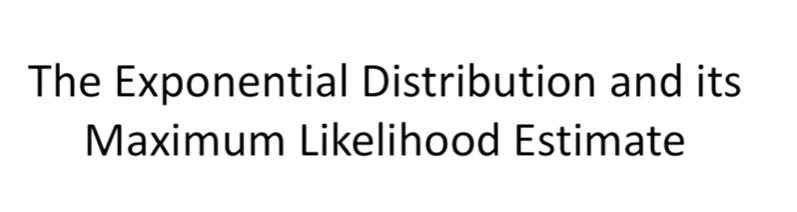 The Exponential Distribution and its
Maximum Likelihood Estimate